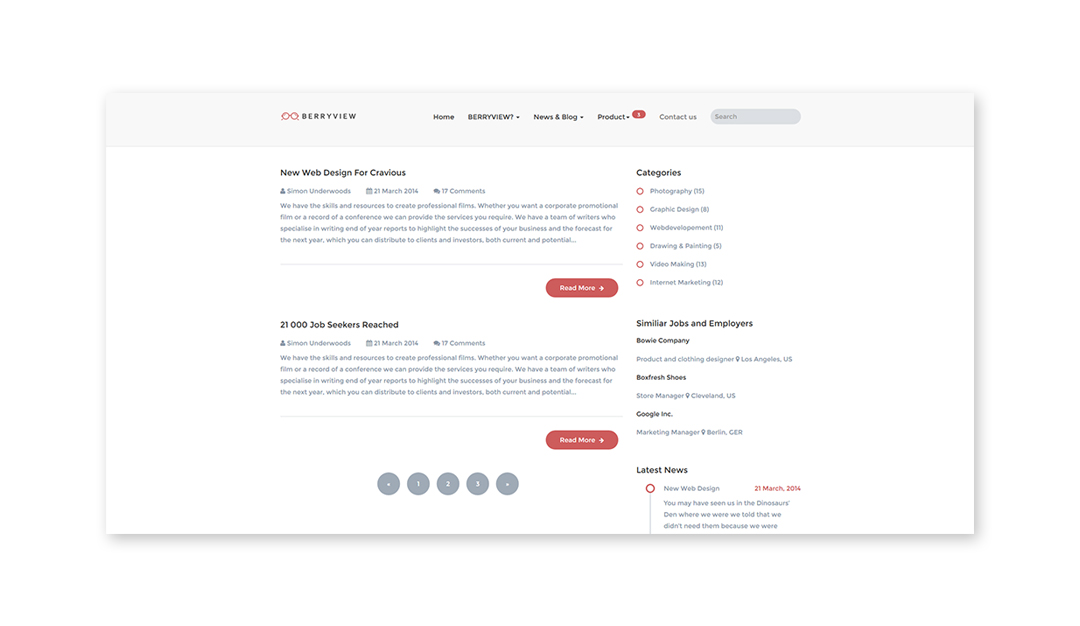 BERRYVIEW Home BERRYVIEW? News & Blog Product 3 Contact us Search
New Web Design For Cravious
Simon Underwoods 21 March 2014 17 Comments
We have the skills and resources to create professional films. Whether you want a corporate promotional
film or a record of a conference we can provide the services you require. We have a team of writers who
specialise in writing end of year reports to highlight the successes of your business and the forecast for
the next year, which you can distribute to clients and investors, both current and potential...
Read More
21 000 Job Seekers Reached
Simon Underwoods 21 March 2014 17 Comments
We have the skills and resources to create professional films. Whether you want a corporate promotional
film or a record of a conference we can provide the services you require. We have a team of writers who
specialise in writing end of year reports to highlight the successes of your business and the forecast for
the next year, which you can distribute to clients and investors, both current and potential...
Read More
« 1 2 3 »
Categories
Photography (15)
Graphic Design (8)
Webdevelopement (11)
Drawing & Painting (5)
Video Making (13)
Internet Marketing (12)
Similiar Jobs and Employers
Bowie Company
Product and clothing designer Los Angeles, US
Boxfresh Shoes
Store Manager Cleveland, US
Google Inc.
Marketing Manager Berlin, GER
Latest News
New Web Design 21 March, 2014
You may have seen us in the Dinosaurs'
Den where we were we told that we
didn't need them because we were